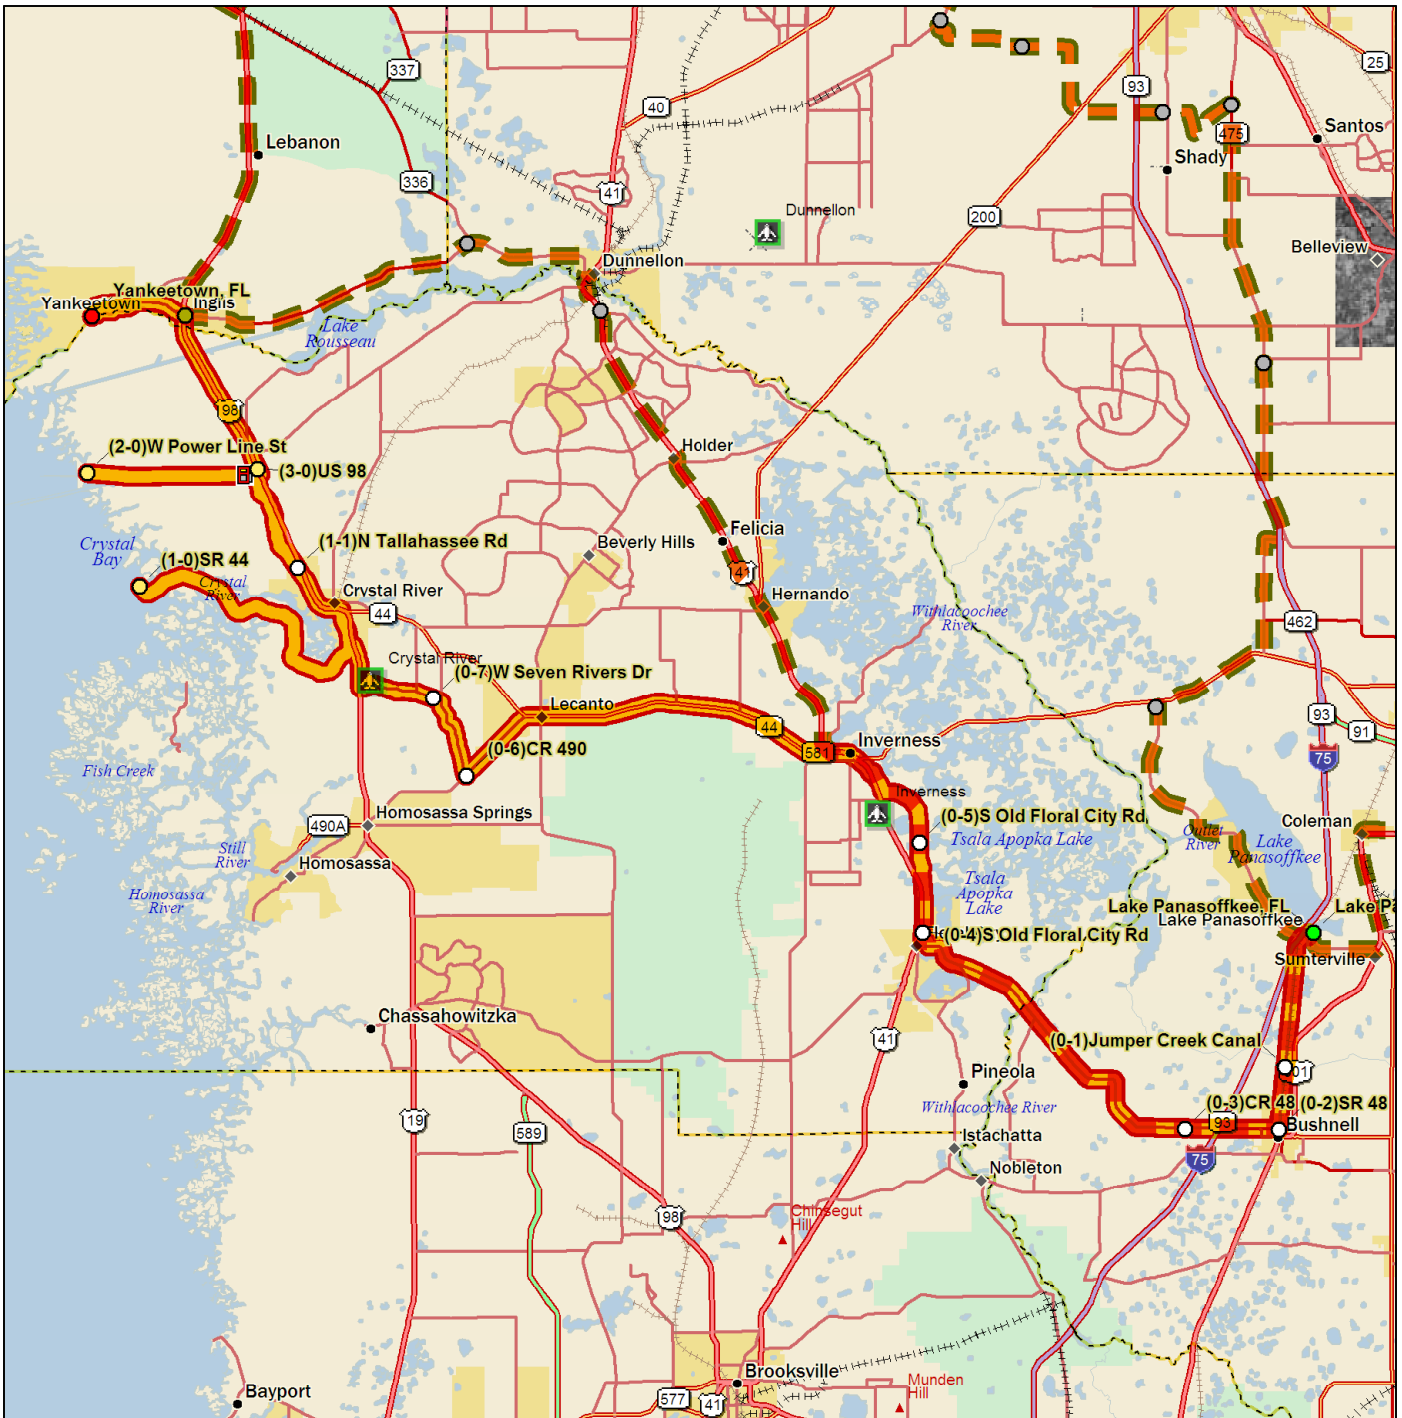 337
25
93
40
475
Santos
Lebanon
Shady
336
41
Dunnellon
200
Belleview
Dunnellon
Yankeetown, FL
Yankeetown
Inglis
Lake
Rousseau
98
(2-0)W Power Line St
Holder
(3-0)US 98
Felicia
(1-1)N Tallahassee Rd
Crystal
Bay
Beverly Hills
(1-0)SR 44
41
Crystal
River
Crystal River
Hernando
44
Withlacoochee
River
462
Crystal River
(0-7)W Seven Rivers Dr
Lecanto
93
44
91
581
Inverness
(0-6)CR 490
75
Fish Creek
Inverness
Homosassa Springs
(0-5)S Old Floral City Rd
Coleman
490A
Tsala Apopka Lake
Outlet
River
Lake
Panasoffkee
Still
River
Homosassa
Tsala
Apopka
Lake
Homosassa
River
Lake Panasoffkee, FL
Lake Pa
Lake Panasoffkee
(0-4)S Old Floral City Rd
Sumterville
Chassahowitzka
41
(0-1)Jumper Creek Canal
Pineola
Withlacoochee River
(0-3)CR 48
(0-2)SR 48
19
589
93
Bushnell
Istachatta
75
Nobleton
98
Chinsegut
Hill
Brooksville
Munden
Hill
Bayport
577
41